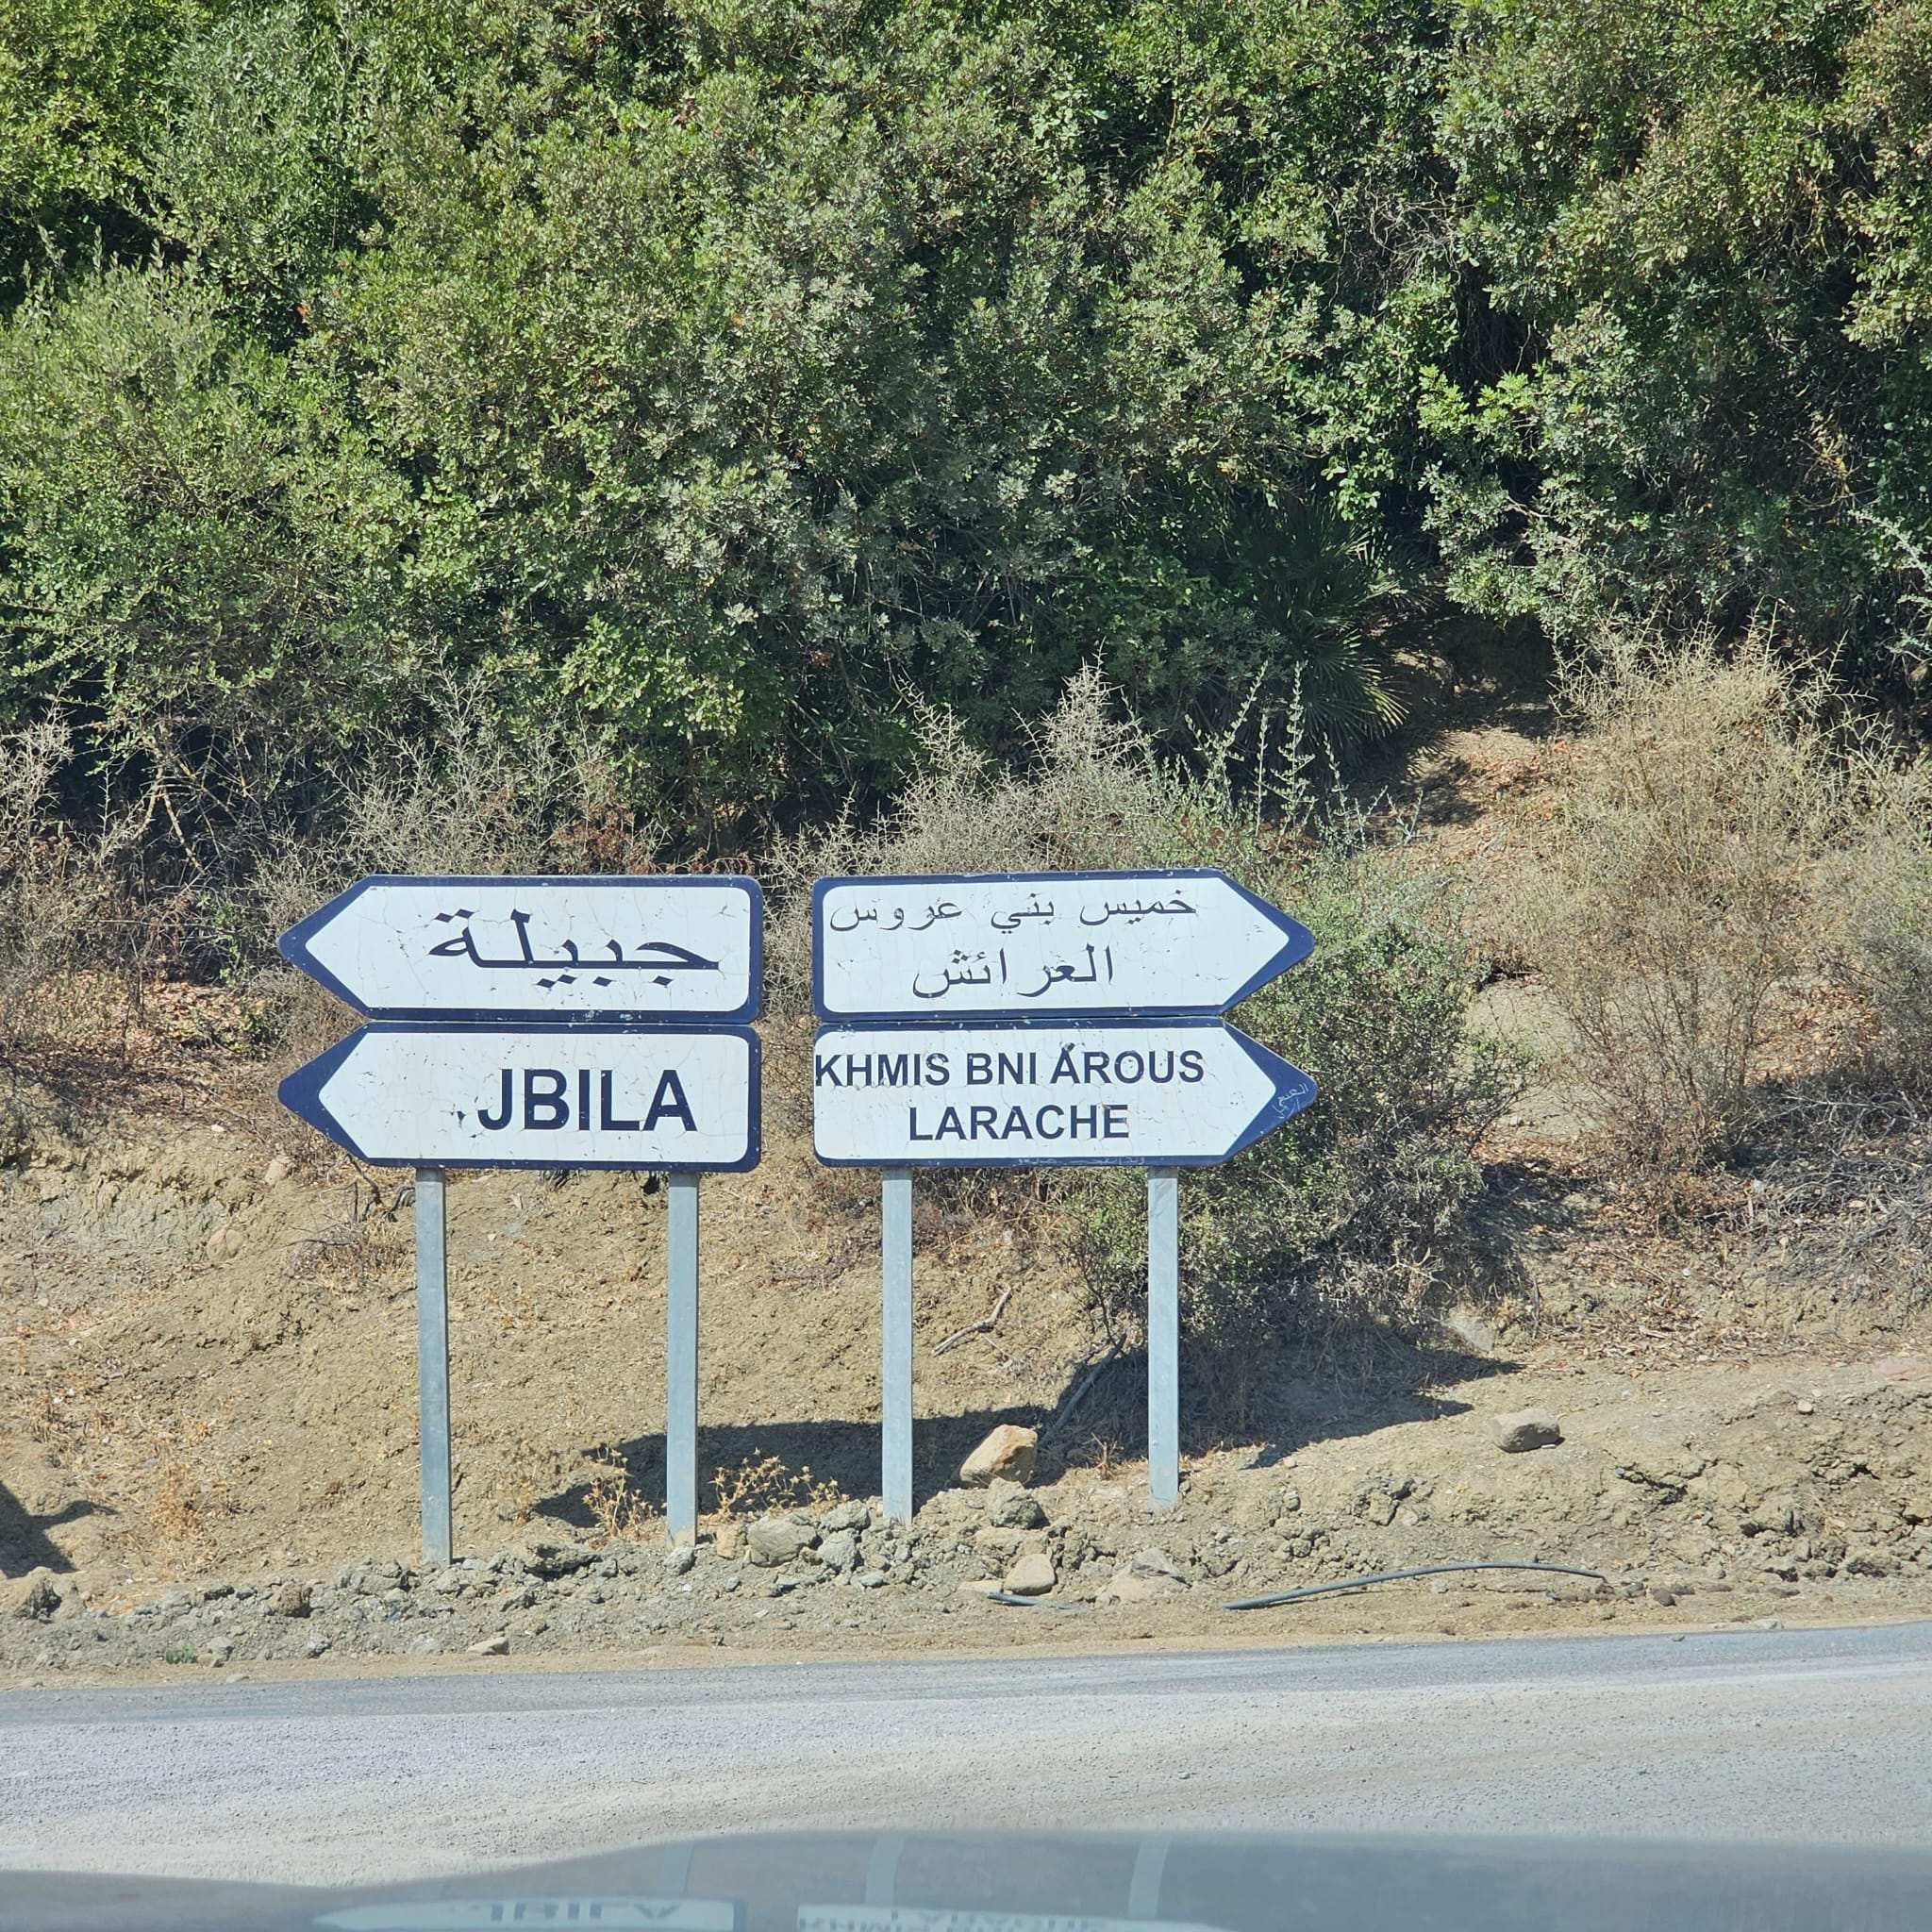 جبيلة
JBILA
خميس بني عروس
العرائش
KHMIS BNI AROUS
LARACHE